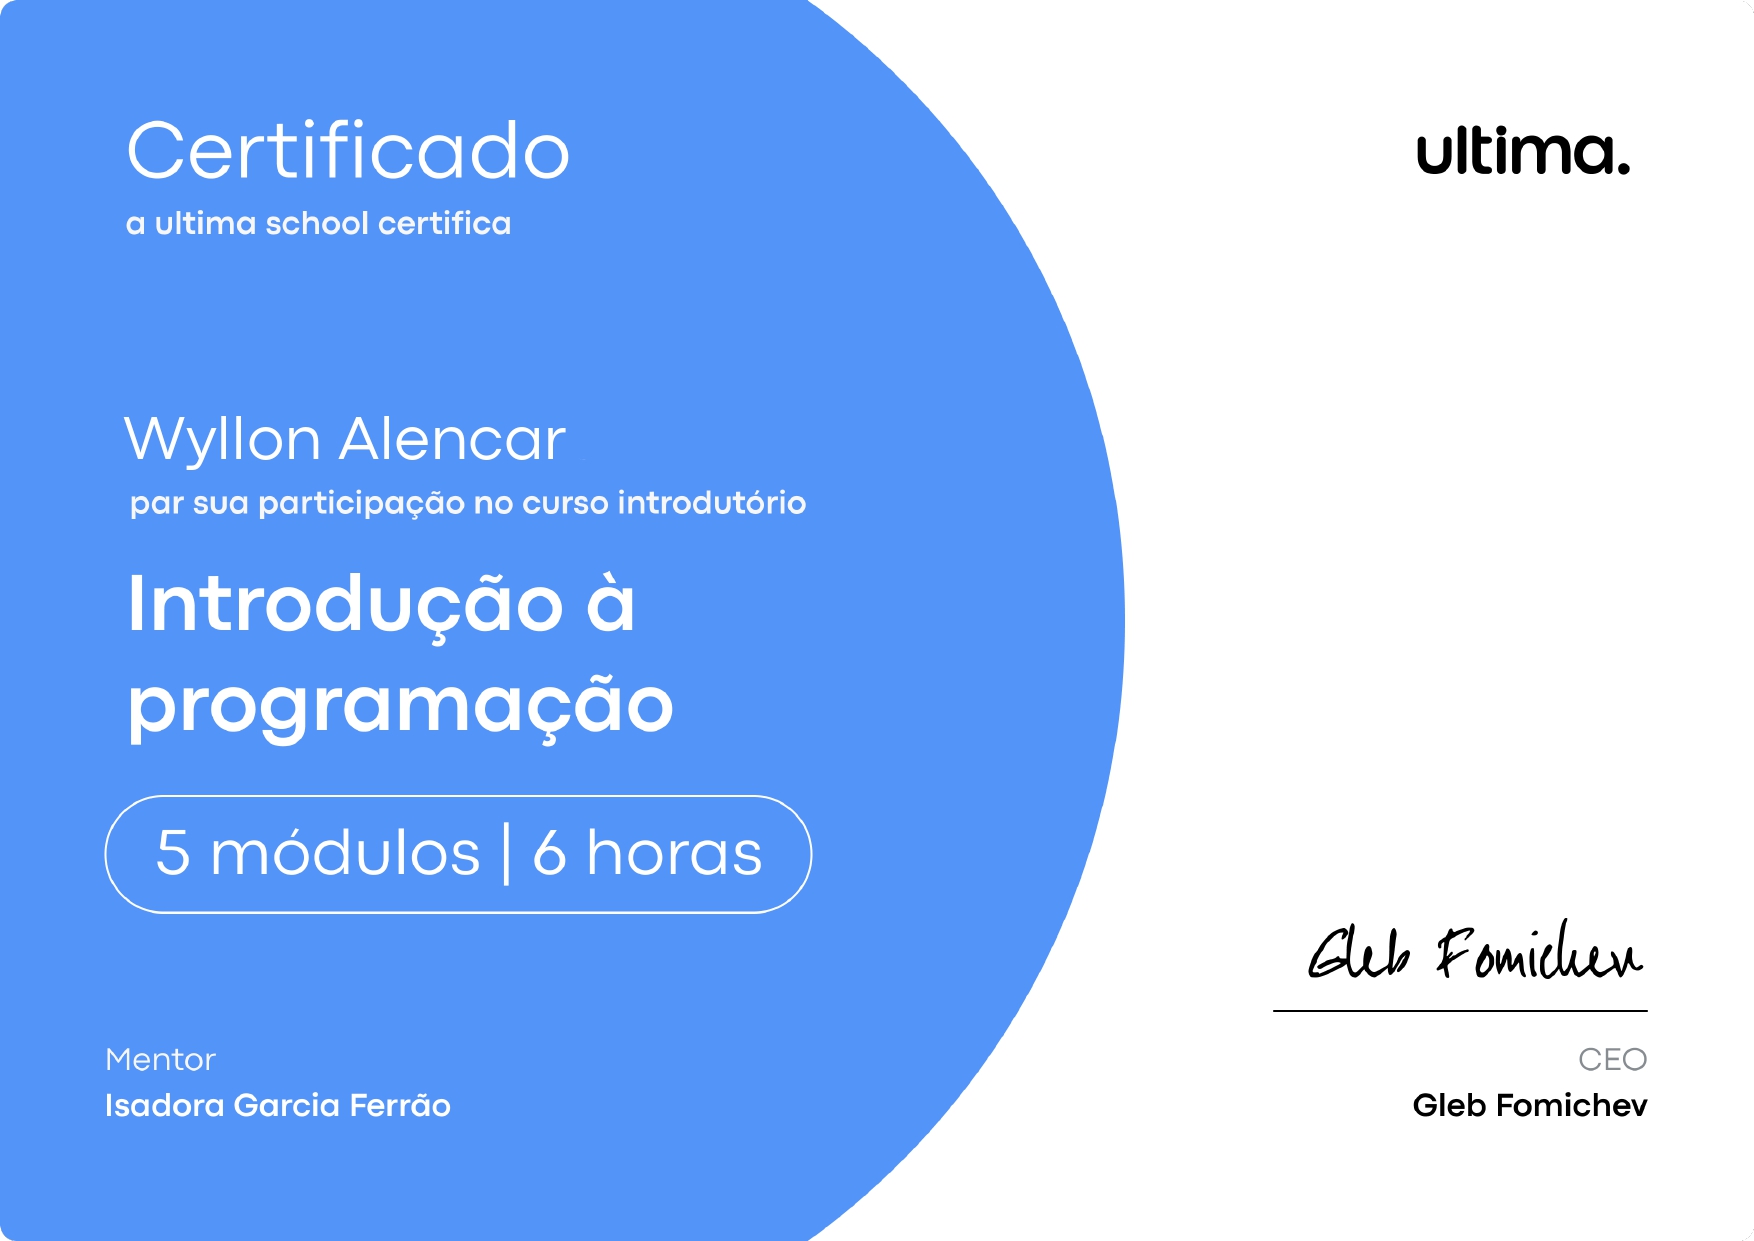 Certificado
ultima.
a ultima school certifica
Wyllon Alencar
par sua participação no curso introdutório
Introdução à
programação
5 módulos | 6 horas
Gleb Fomichev
Mentor
Isadora Garcia Ferrão
CEO
Gleb Fomichev